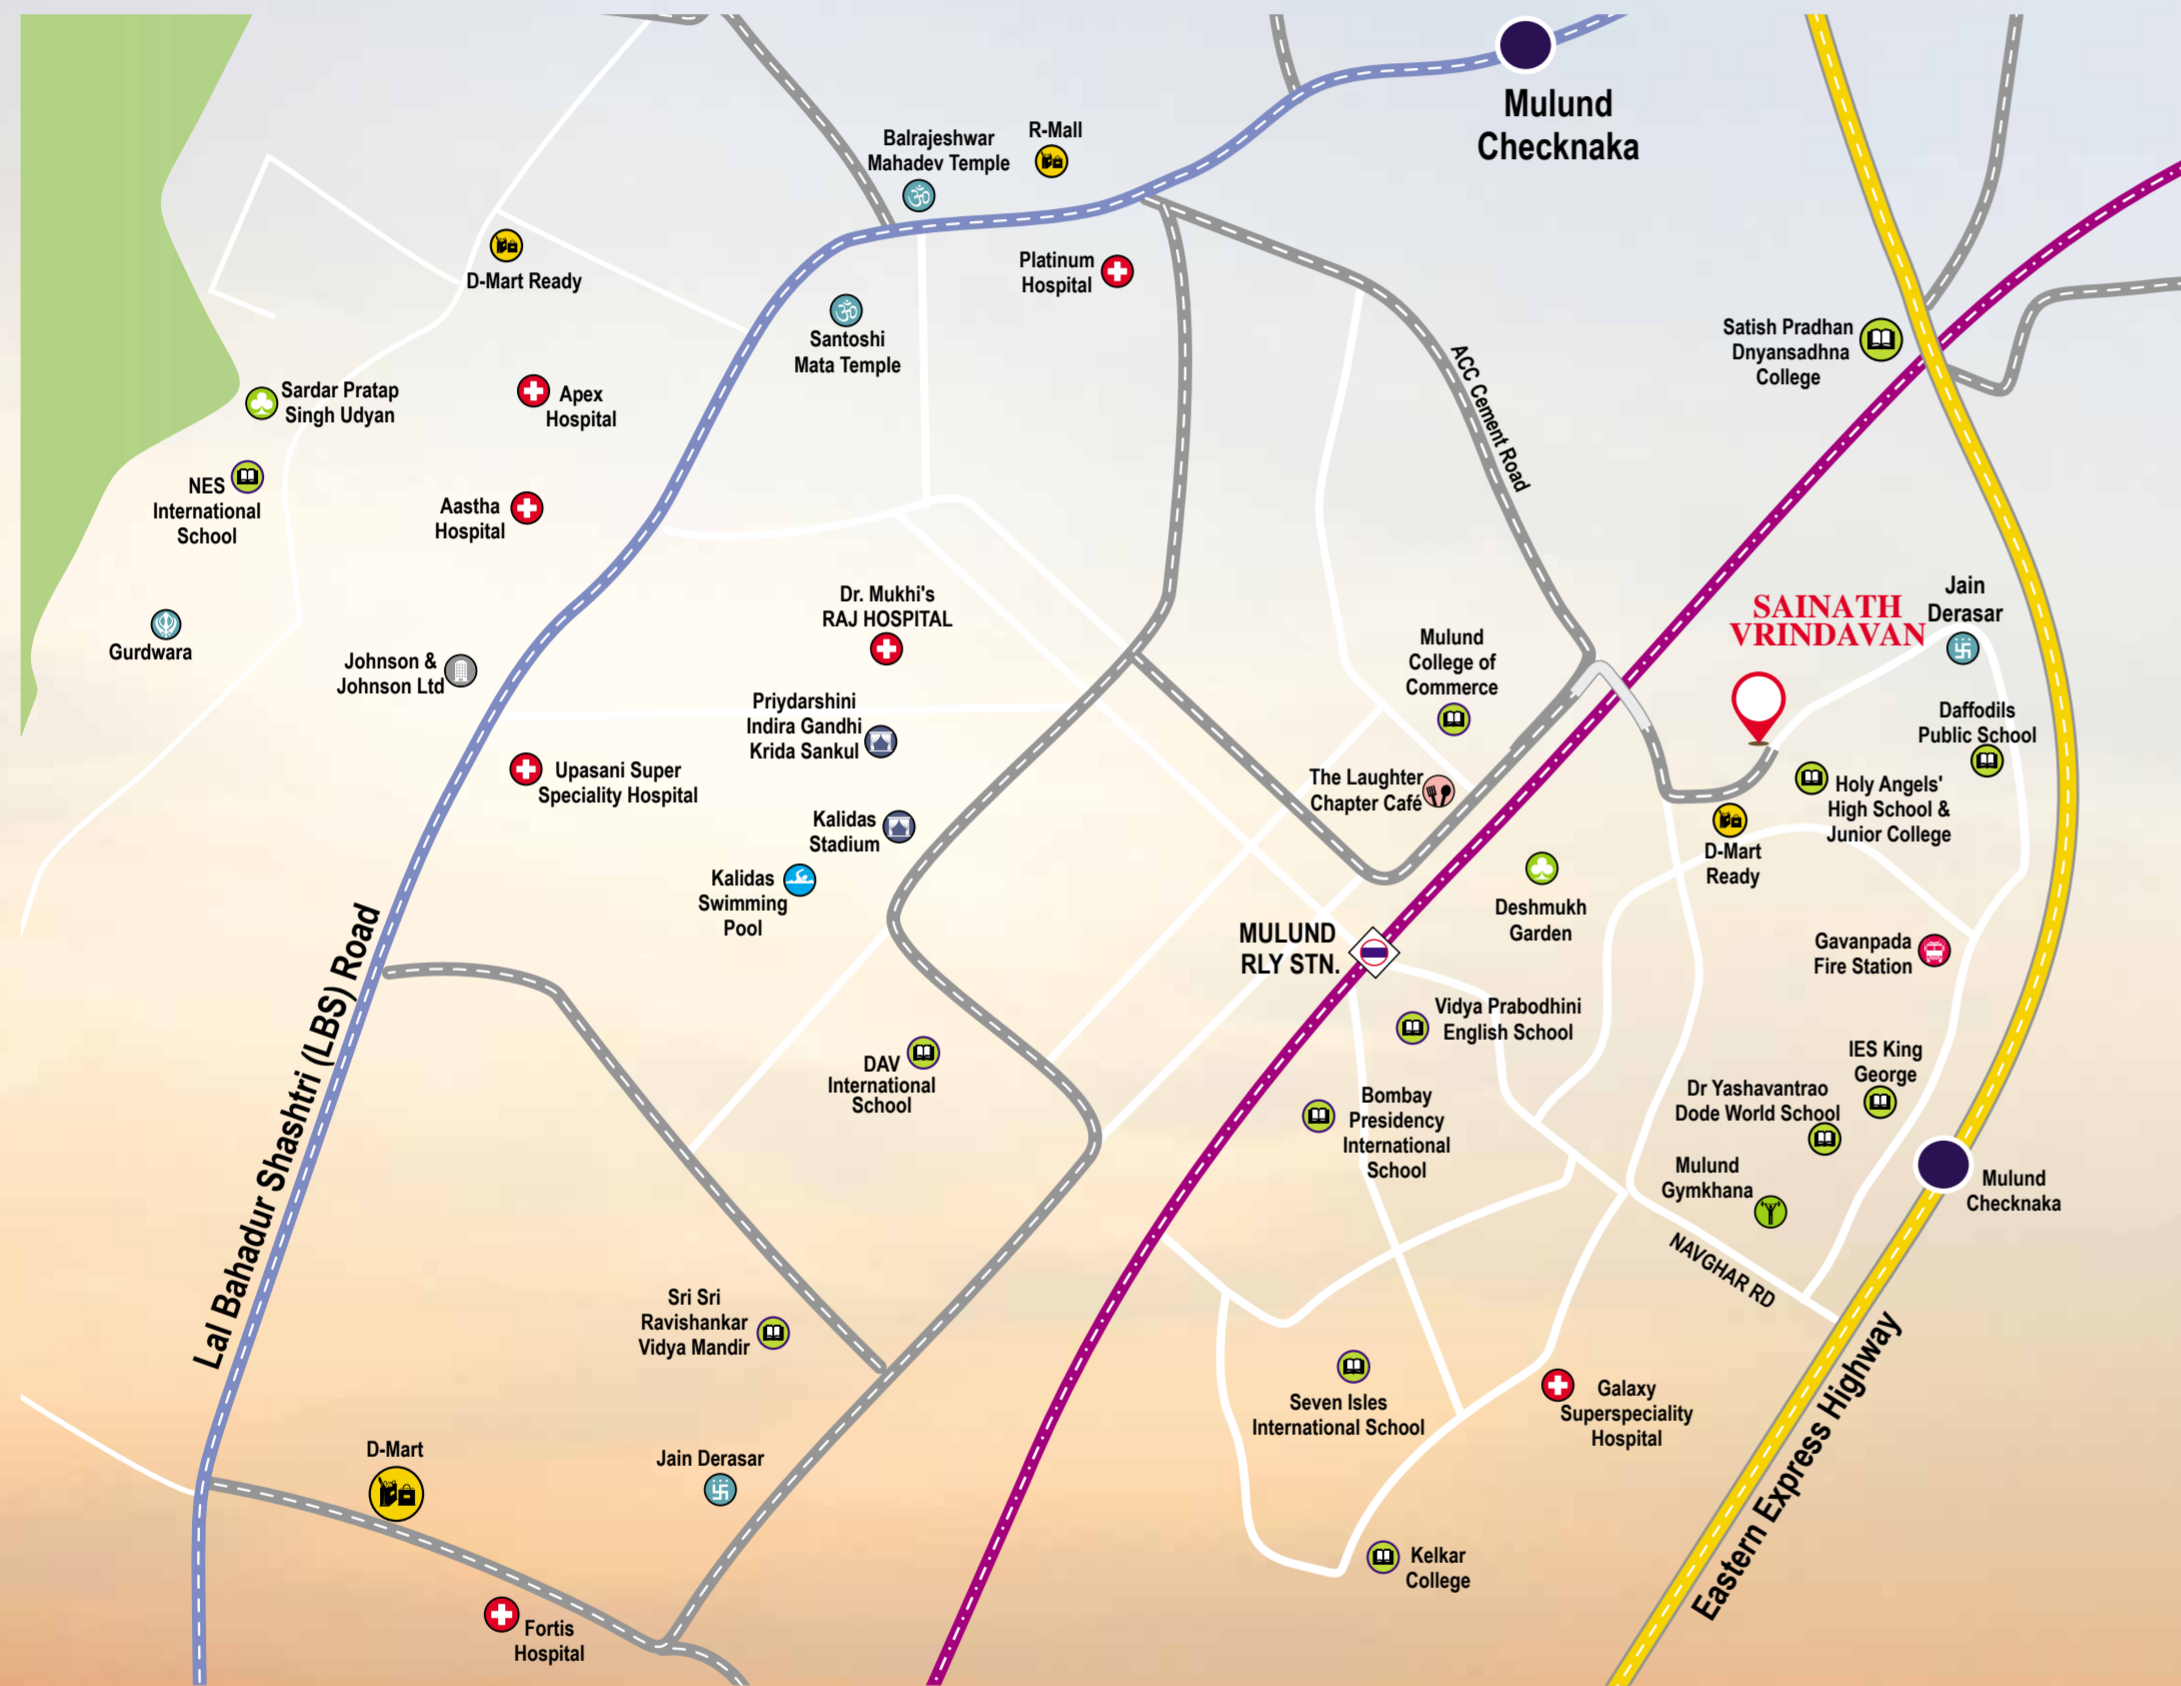 Mulund
Checknaka
Balrajeshwar
Mahadev Temple
R-Mall
D-Mart Ready
Platinum
Hospital
Santoshi
Mata Temple
ACC Cement Road
Satish Pradhan
Dnyansadhna
College
Sardar Pratap
Singh Udyan
Apex
Hospital
NES
International
School
Aastha
Hospital
Gurdwara
Johnson &
Johnson Ltd
Dr. Mukhi's
RAJ HOSPITAL
Mulund
College of
Commerce
SAINATH
VRINDAVAN
Jain
Derasar
Priydarshini
Indira Gandhi
Krida Sankul
Daffodils
Public School
Upasani Super
Speciality Hospital
The Laughter
Chapter Café
Holy Angels'
High School &
Junior College
Kalidas
Stadium
D-Mart
Ready
Kalidas
Swimming
Pool
Deshmukh
Garden
MULUND
RLY STN.
Gavanpada
Fire Station
Lal Bahadur Shashtri (LBS) Road
Vidya Prabodhini
English School
DAV
International
School
IES King
George
Dr Yashavantrao
Dode World School
Bombay
Presidency
International
School
Mulund
Gymkhana
Mulund
Checknaka
NAVGHAR RD
Sri Sri
Ravishankar
Vidya Mandir
Seven Isles
International School
Galaxy
Superspeciality
Hospital
Eastern Express Highway
D-Mart
Jain Derasar
Kelkar
College
Fortis
Hospital